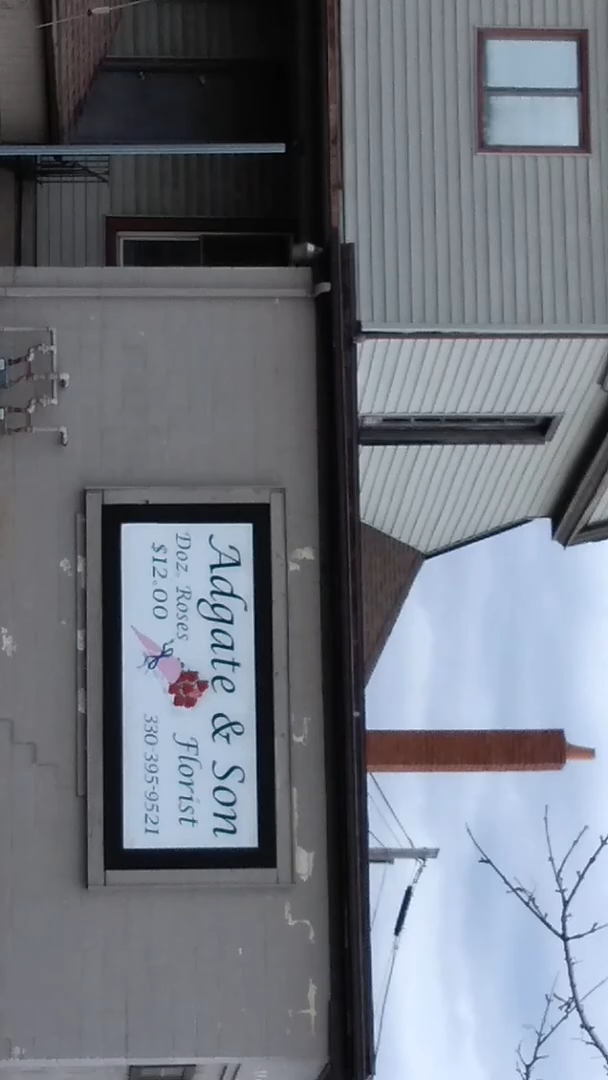 Adgate & Son
Doz. Roses
$12.00
Florist
330-395-9521